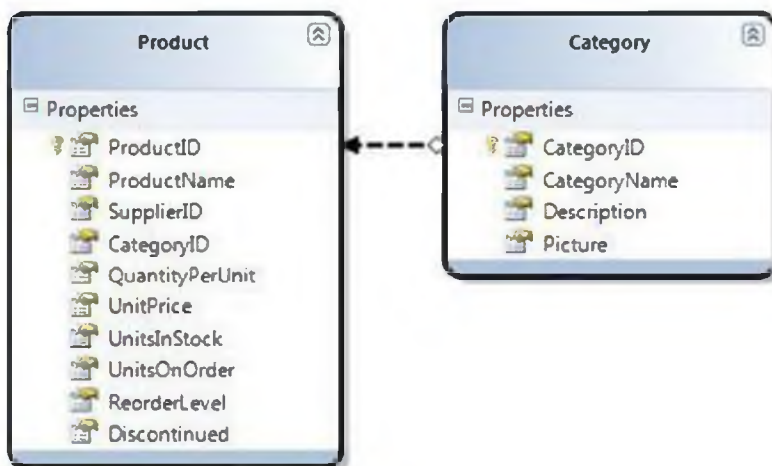 Product
Properties
ProductID
ProductName
SupplierID
CategoryID
QuantityPerUnit
UnitPrice
UnitsInStock
UnitsOnOrder
ReorderLevel
Discontinued
Category
Properties
CategoryID
CategoryName
Description
Picture